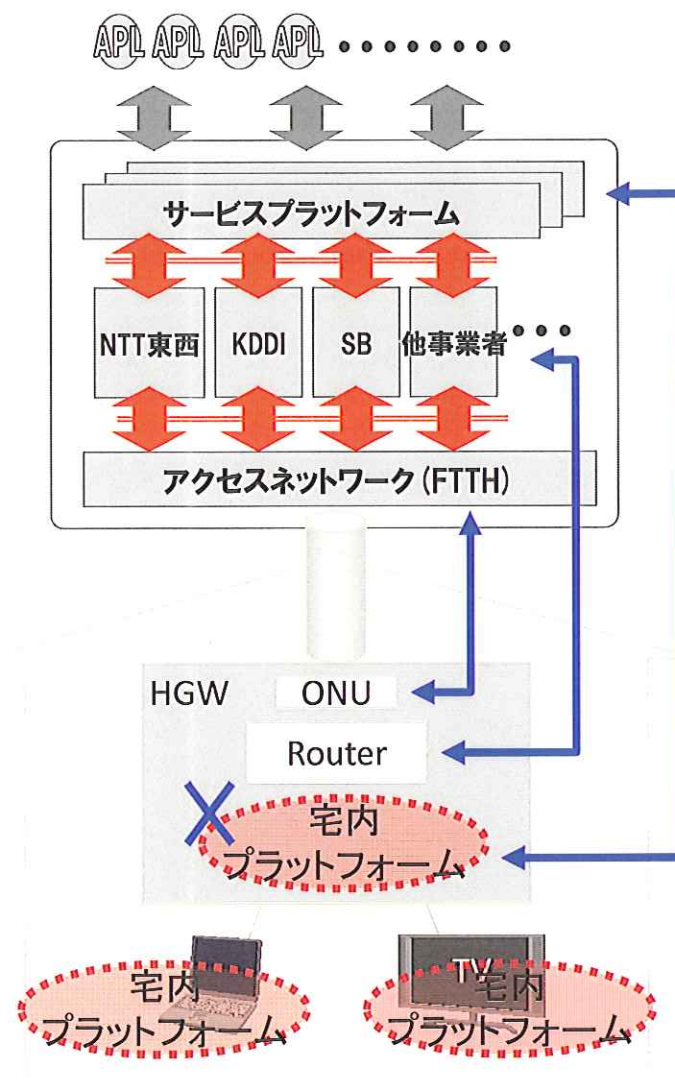 APL APL APL APL ••••••••
サービスプラットフォーム
NTT東西 KDDI SB 他事業者 •••
アクセスネットワーク(FTTH)
HGW ONU
Router
X
宅内
プラットフォーム
TV
宅内
プラットフォーム
宅内
プラットフォーム